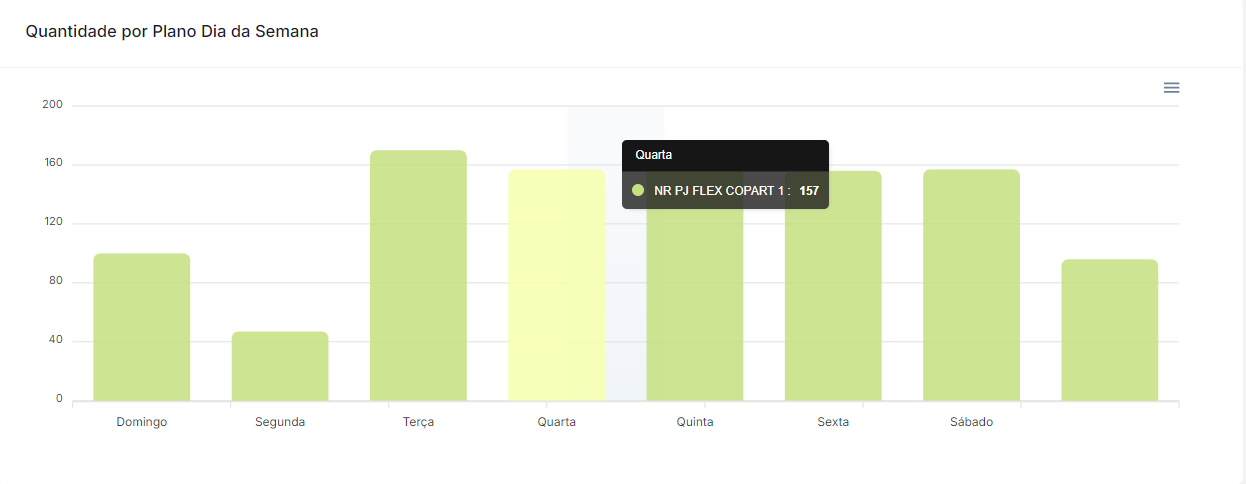 Quantidade por Plano Dia da Semana
200
160
120
80
40
0
Quarta
NR PJ FLEX COPART 1 : 157
Domingo Segunda Terça Quarta Quinta Sexta Sábado